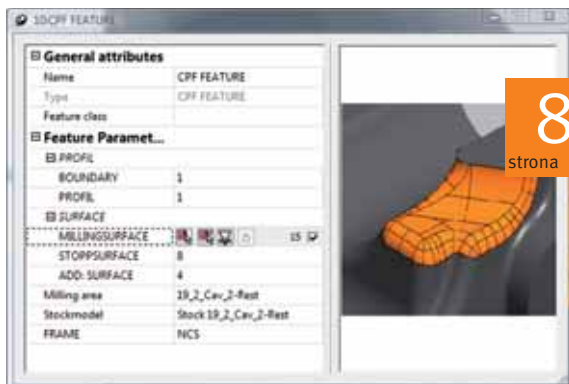 10CPF FEATURE
General attributes
Name CPF FEATURE
Type CPF FEATURE
Feature class
Feature Paramet...
PROFIL
BOUNDARY 1
PROFIL 1
SURFACE
MILLINGSURFACE 15
STOPPSURFACE 8
ADD: SURFACE 4
Milling area 19_2_Cav_2-Rest
Stockmodel Stock 19_2_Cav_2-Rest
FRAME NCS
8
strona